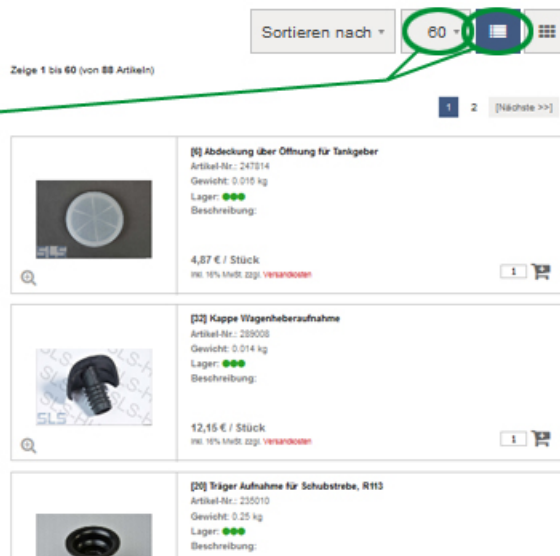 Sortieren nach
60
Zeige 1 bis 60 (von 88 Artikeln)
1 2 [Nächste >>]
[6] Abdeckung über Öffnung für Tankgeber
Artikel-Nr.: 247814
Gewicht: 0.016 kg
Lager:
Beschreibung:
4,87 € / Stück
inkl. 16% MwSt. zzgl. Versandkosten
1
SLS
[32] Kappe Wagenheberaufnahme
Artikel-Nr.: 289008
Gewicht: 0.014 kg
Lager:
Beschreibung:
12,15 € / Stück
inkl. 16% MwSt. zzgl. Versandkosten
1
SLS
[20] Träger Aufnahme für Schubstrebe, R113
Artikel-Nr.: 235010
Gewicht: 0.25 kg
Lager:
Beschreibung: